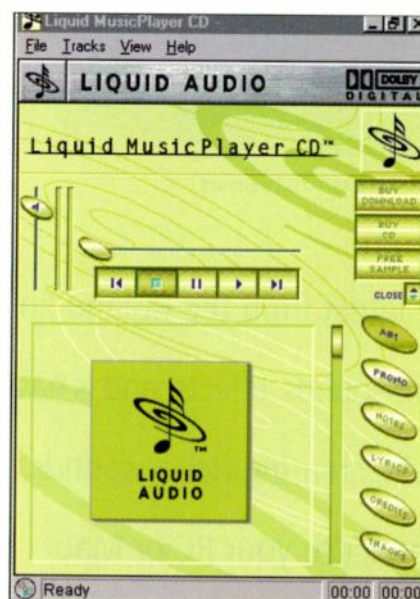 Liquid MusicPlayer CD -
File Tracks View Help
LIQUID AUDIO
DOLBY
DIGITAL
Liquid MusicPlayer CD™
BUY
DOWNLOAD
BUY
CD
FREE
SAMPLE
CLOSE
ART
PROMO
NOTES
LYRICS
CREDITS
TRACKS
TM
LIQUID
AUDIO
Ready
00:00 00:00